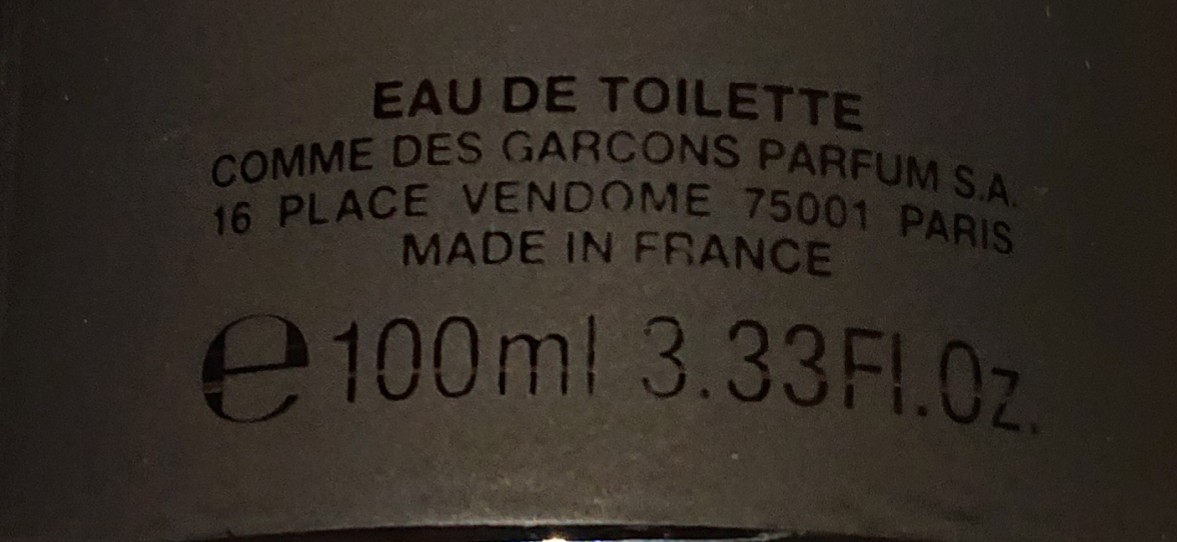 EAU DE TOILETTE
COMME DES GARCONS PARFUM S.A.
16 PLACE VENDOME 75001 PARIS
MADE IN FRANCE
℮100ml 3.33Fl.Oz.